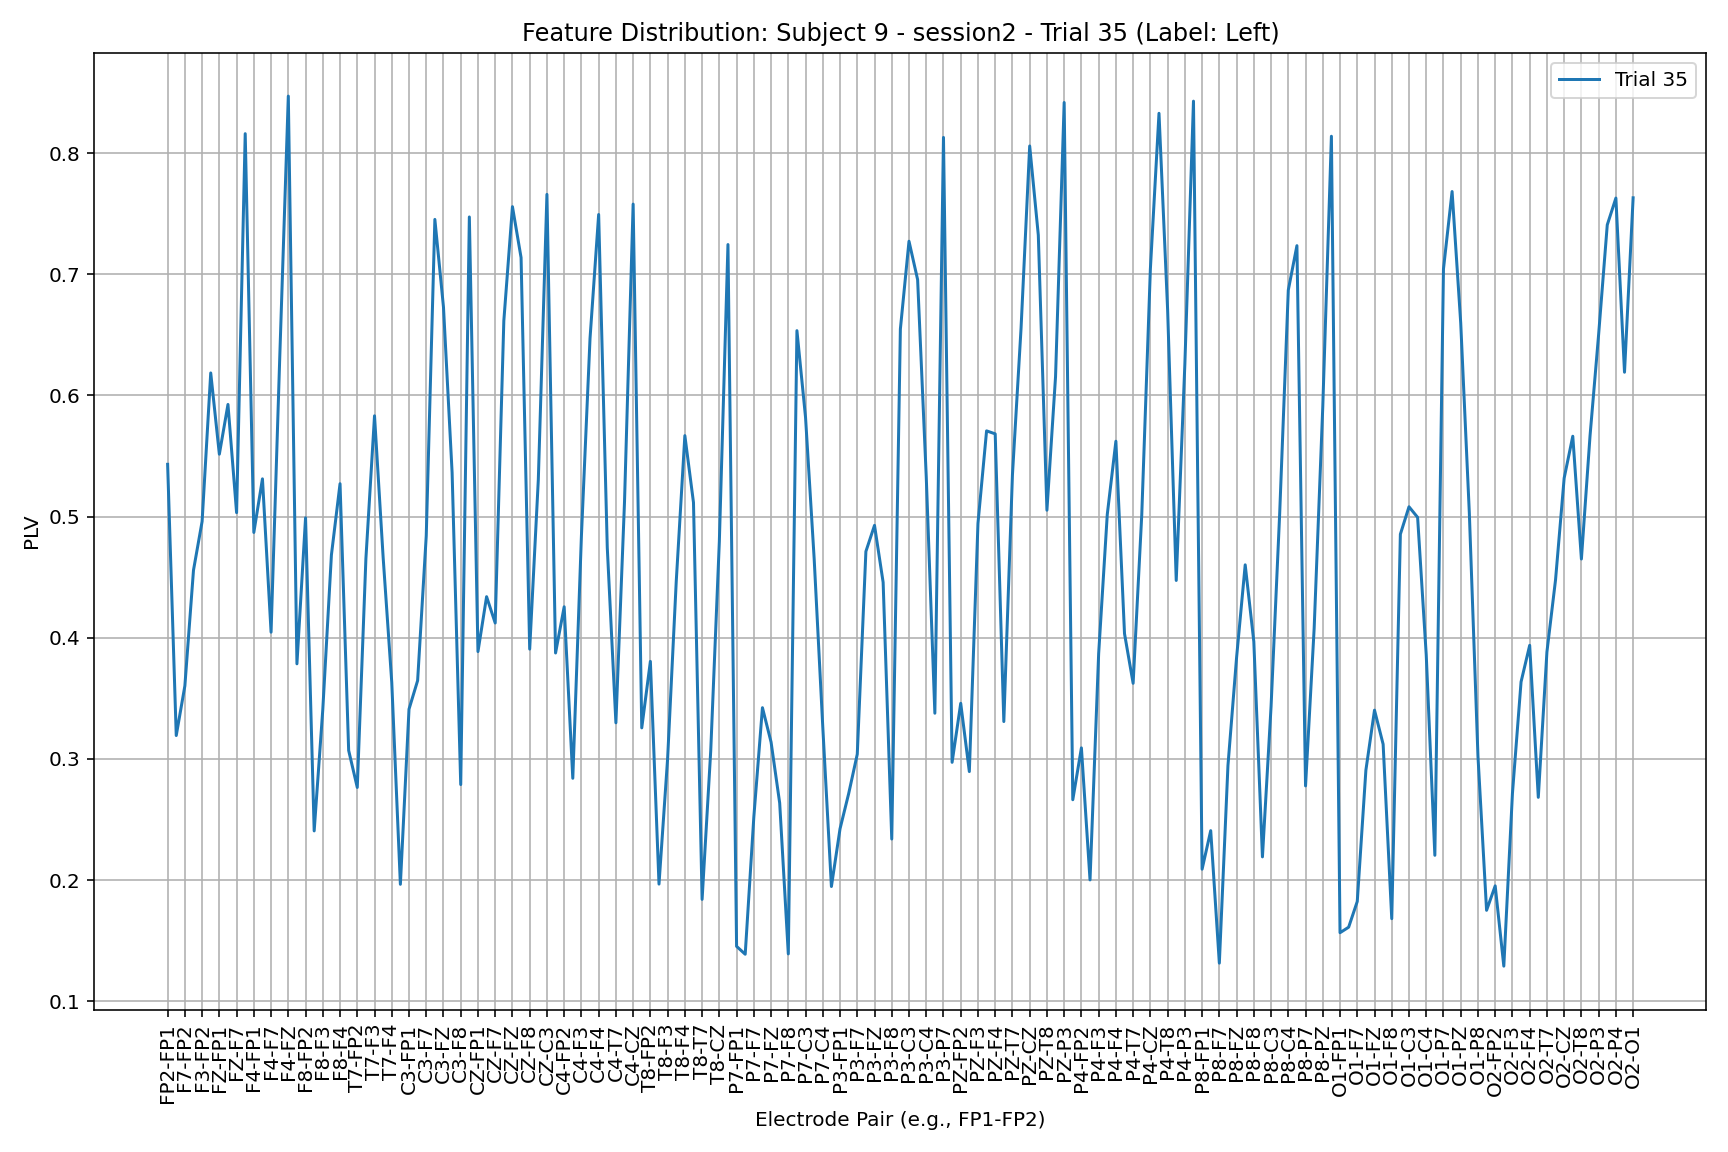 Feature Distribution: Subject 9 - session2 - Trial 35 (Label: Left)
Trial 35
PLV
0.8
0.7
0.6
0.5
0.4
0.3
0.2
0.1
FP2-FP1
F7-FP2
F3-FP2
FZ-FP1
FZ-F7
F4-FP1
F4-F7
F4-FZ
F8-FP2
F8-F3
F8-F4
T7-FP2
T7-F3
T7-F4
C3-FP1
C3-F7
C3-FZ
C3-F8
CZ-FP1
CZ-F7
CZ-FZ
CZ-F8
CZ-C3
C4-FP2
C4-F3
C4-F4
C4-T7
C4-CZ
T8-FP2
T8-F3
T8-F4
T8-T7
T8-CZ
P7-FP1
P7-F7
P7-FZ
P7-F8
P7-C3
P7-C4
P3-FP1
P3-F7
P3-FZ
P3-F8
P3-C3
P3-C4
P3-P7
PZ-FP2
PZ-F3
PZ-F4
PZ-T7
PZ-CZ
PZ-T8
PZ-P3
P4-FP2
P4-F3
P4-F4
P4-T7
P4-CZ
P4-T8
P4-P3
P8-FP1
P8-F7
P8-FZ
P8-F8
P8-C3
P8-C4
P8-P7
P8-PZ
O1-FP1
O1-F7
O1-FZ
O1-F8
O1-C3
O1-C4
O1-P7
O1-PZ
O1-P8
O2-FP2
O2-F3
O2-F4
O2-T7
O2-CZ
O2-T8
O2-P3
O2-P4
O2-O1
Electrode Pair (e.g., FP1-FP2)